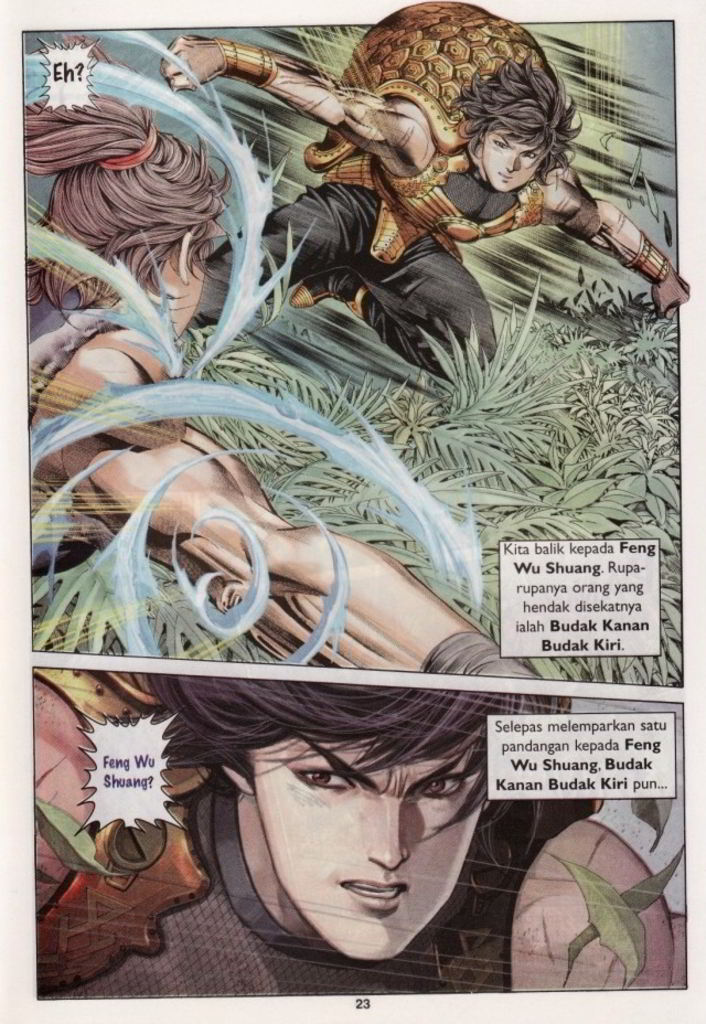 Eh?
Kita balik kepada Feng
Wu Shuang. Rupa-
rupanya orang yang
hendak disekatnya
ialah Budak Kanan
Budak Kiri.
Feng Wu
Shuang?
Selepas melemparkan satu
pandangan kepada Feng
Wu Shuang, Budak
Kanan Budak Kiri pun...
23